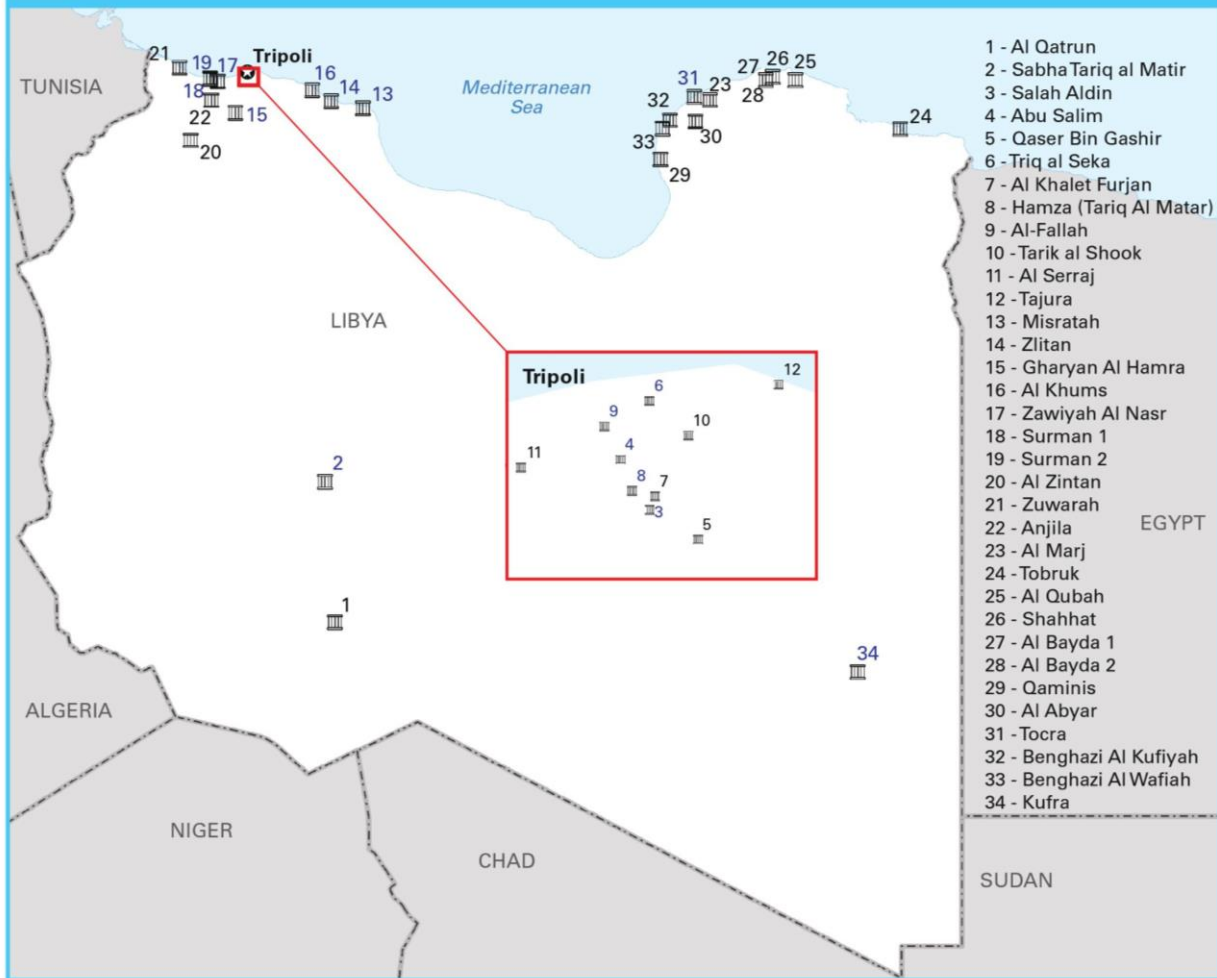 21
19
17
Tripoli
16
14
13
18
22
15
20
TUNISIA
Mediterranean
Sea
31
23
27
26
25
28
32
30
33
29
24
LIBYA
Tripoli
12
6
9
10
4
11
8
7
3
5
2
1
34
ALGERIA
NIGER
CHAD
EGYPT
SUDAN
1 - Al Qatrun
2 - Sabha Tariq al Matir
3 - Salah Aldin
4 - Abu Salim
5 - Qaser Bin Gashir
6 - Triq al Seka
7 - Al Khalet Furjan
8 - Hamza (Tariq Al Matar)
9 - Al-Fallah
10 - Tarik al Shook
11 - Al Serraj
12 - Tajura
13 - Misratah
14 - Zlitan
15 - Gharyan Al Hamra
16 - Al Khums
17 - Zawiyah Al Nasr
18 - Surman 1
19 - Surman 2
20 - Al Zintan
21 - Zuwarah
22 - Anjila
23 - Al Marj
24 - Tobruk
25 - Al Qubah
26 - Shahhat
27 - Al Bayda 1
28 - Al Bayda 2
29 - Qaminis
30 - Al Abyar
31 - Tocra
32 - Benghazi Al Kufiyah
33 - Benghazi Al Wafiah
34 - Kufra